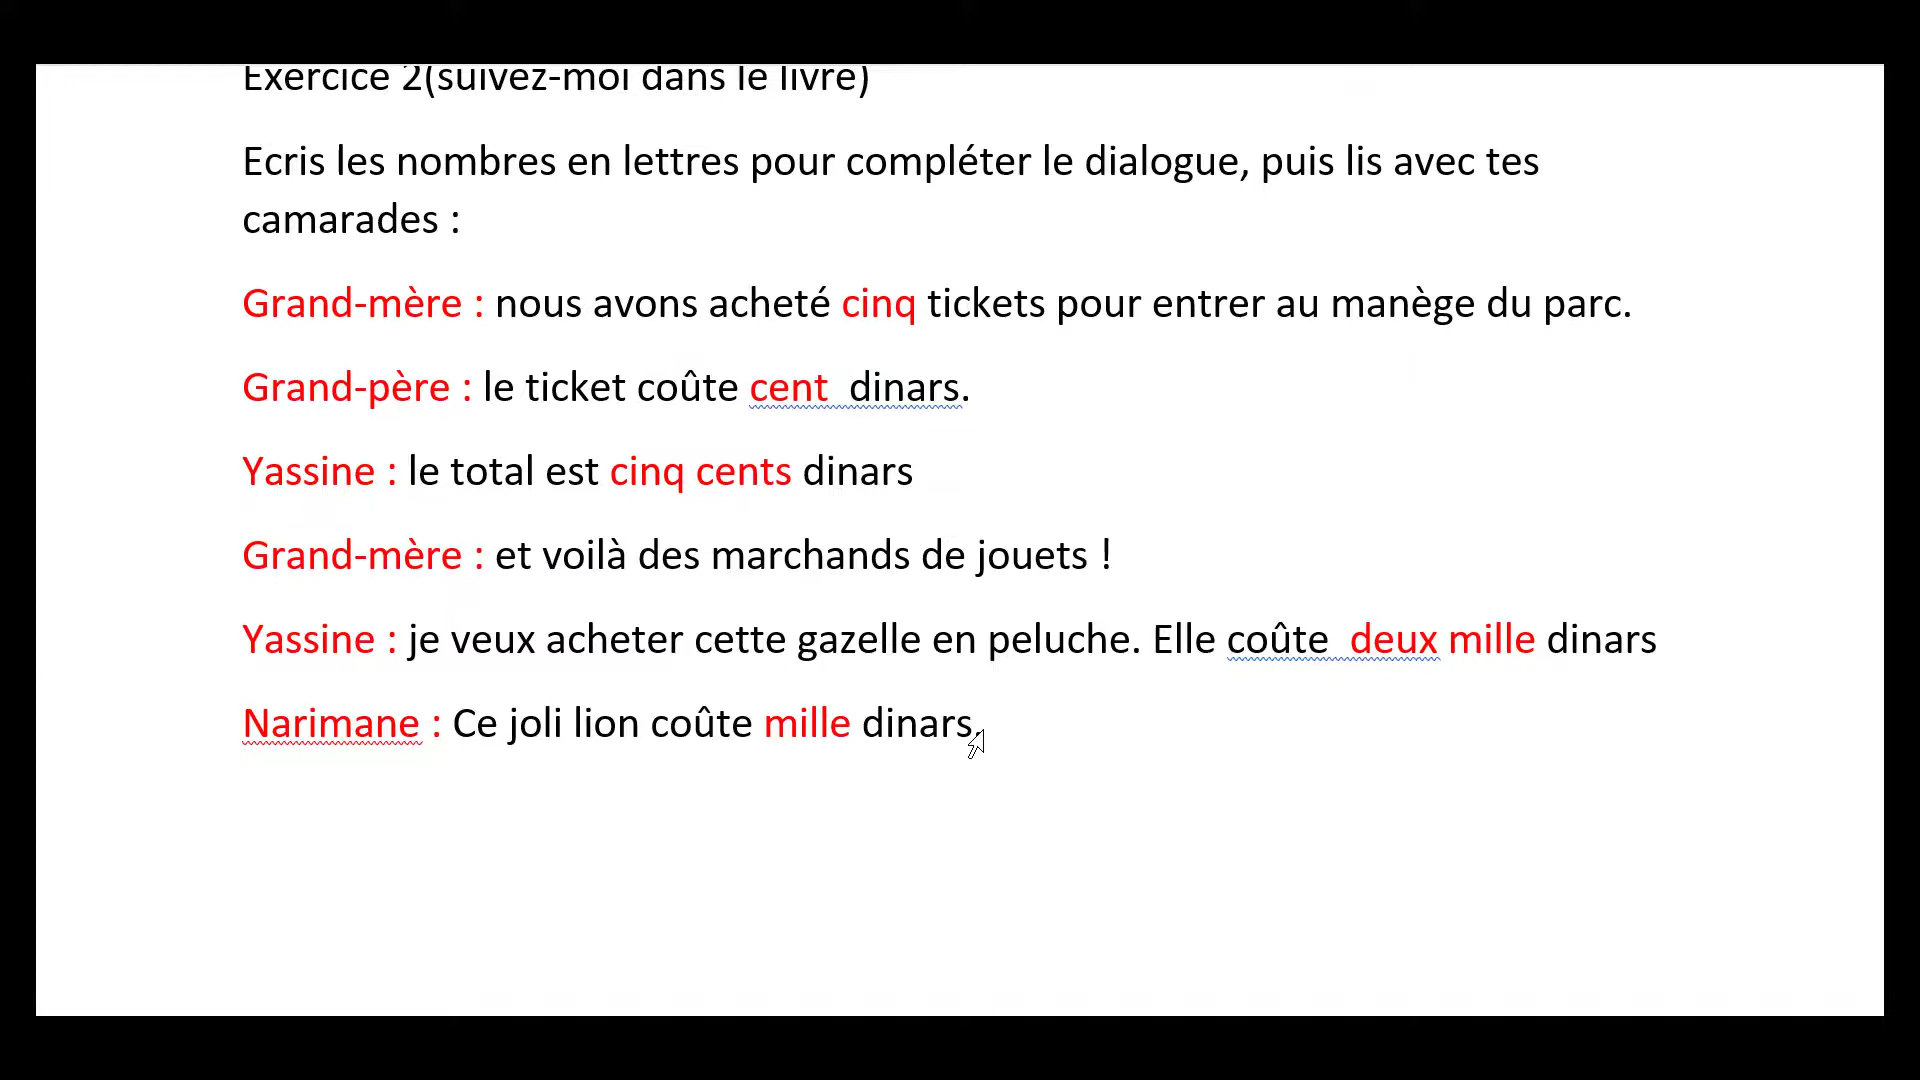 Exercice 2(suivez-moi dans le livre)
Ecris les nombres en lettres pour compléter le dialogue, puis lis avec tes
camarades :
Grand-mère : nous avons acheté cinq tickets pour entrer au manège du parc.
Grand-père : le ticket coûte cent  dinars.
Yassine : le total est cinq cents dinars
Grand-mère : et voilà des marchands de jouets !
Yassine : je veux acheter cette gazelle en peluche. Elle coûte  deux mille dinars
Narimane : Ce joli lion coûte mille dinars.